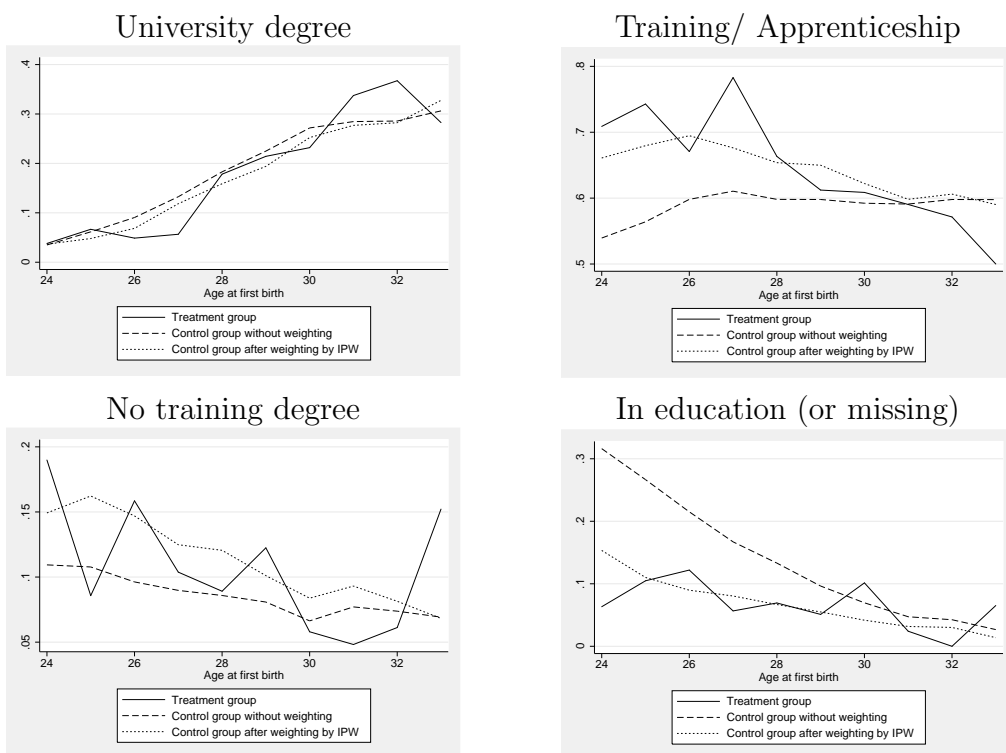 University degree
.4
.3
.2
.1
0
24 26 28 30 32
Age at first birth
Treatment group
Control group without weighting
Control group after weighting by IPW
Training/ Apprenticeship
.8
.7
.6
.5
24 26 28 30 32
Age at first birth
Treatment group
Control group without weighting
Control group after weighting by IPW
No training degree
.2
.15
.1
.05
24 26 28 30 32
Age at first birth
Treatment group
Control group without weighting
Control group after weighting by IPW
In education (or missing)
.3
.2
.1
0
24 26 28 30 32
Age at first birth
Treatment group
Control group without weighting
Control group after weighting by IPW